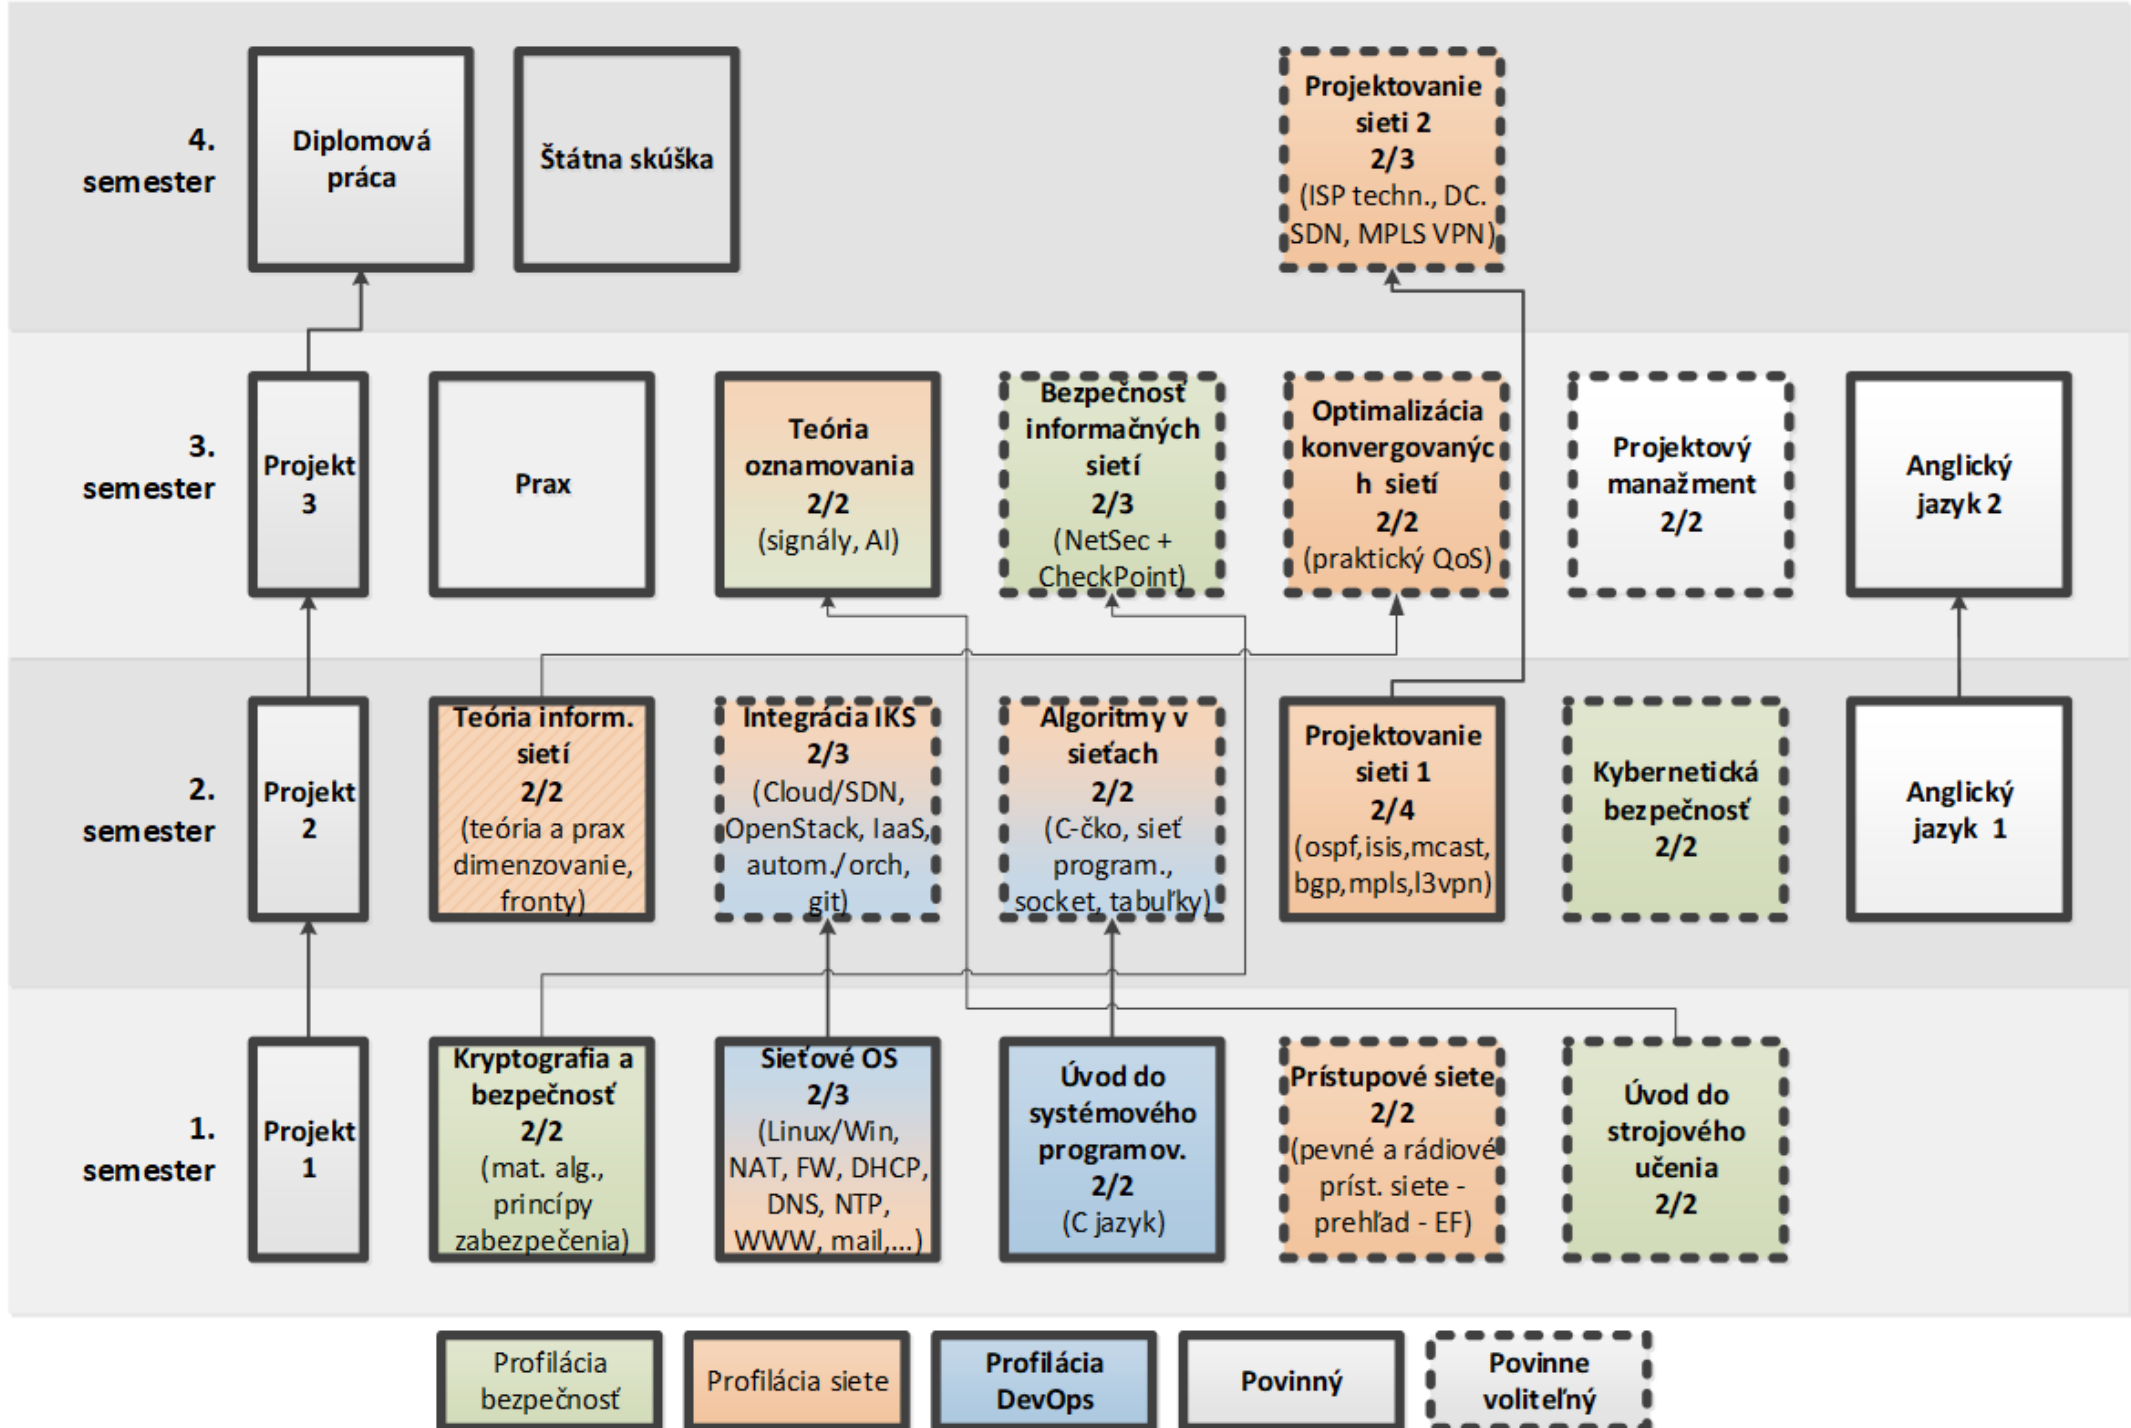 4.
semester
Diplomová
práca
Štátna skúška
Projektovanie
sieti 2
2/3
(ISP techn., DC.
SDN, MPLS VPN)
3.
semester
Projekt
3
Prax
Teória
oznamovania
2/2
(signály, AI)
Bezpečnosť
informačných
sietí
2/3
(NetSec +
CheckPoint)
Optimalizácia
konvergovanýc
h sietí
2/2
(praktický QoS)
Projektový
manažment
2/2
Anglický
jazyk 2
2.
semester
Projekt
2
Teória inform.
sietí
2/2
(teória a prax
dimenzovanie,
fronty)
Integrácia IKS
2/3
(Cloud/SDN,
OpenStack, IaaS,
autom./orch,
git)
Algoritmy v
sieťach
2/2
(C-čko, sieť
program.,
socket, tabuľky)
Projektovanie
sieti 1
2/4
(ospf,isis,mcast,
bgp,mpls,l3vpn)
Kybernetická
bezpečnosť
2/2
Anglický
jazyk 1
1.
semester
Projekt
1
Kryptografia a
bezpečnosť
2/2
(mat. alg.,
princípy
zabezpečenia)
Sieťové OS
2/3
(Linux/Win,
NAT, FW, DHCP,
DNS, NTP,
WWW, mail,...)
Úvod do
systémového
programov.
2/2
(C jazyk)
Prístupové siete
2/2
(pevné a rádiové
príst. siete -
prehľad - EF)
Úvod do
strojového
učenia
2/2
Profilácia
bezpečnosť
Profilácia siete
Profilácia
DevOps
Povinný
Povinne
voliteľný